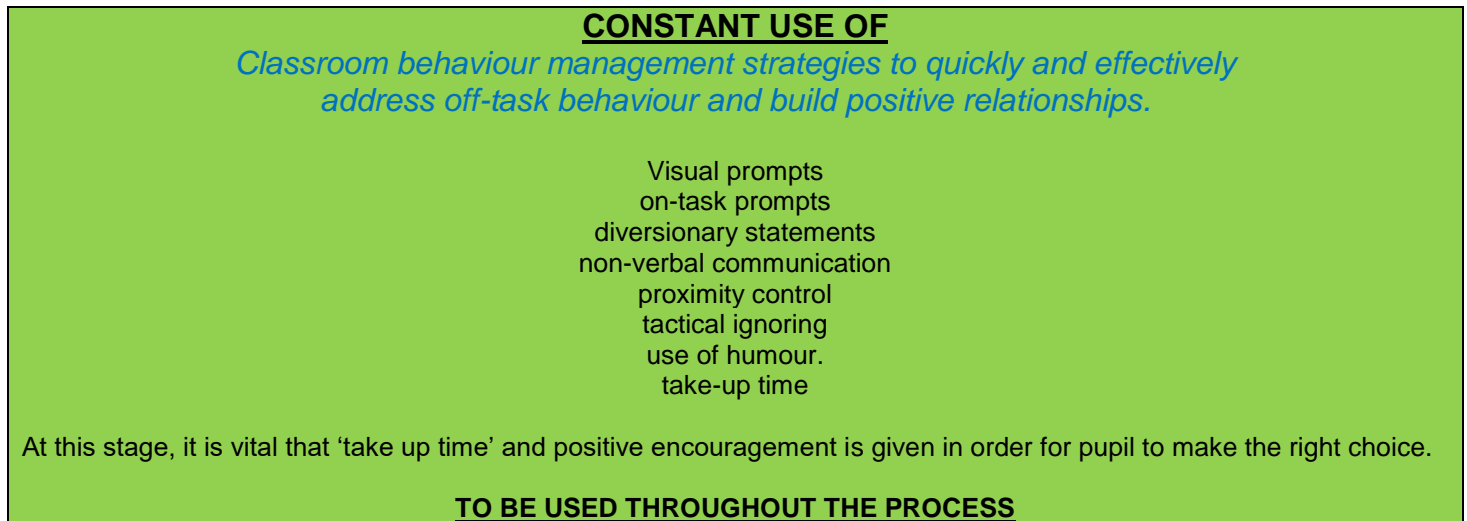 CONSTANT USE OF
Classroom behaviour management strategies to quickly and effectively
address off-task behaviour and build positive relationships.
Visual prompts
on-task prompts
diversionary statements
non-verbal communication
proximity control
tactical ignoring
use of humour.
take-up time
At this stage, it is vital that ‘take up time’ and positive encouragement is given in order for pupil to make the right choice.
TO BE USED THROUGHOUT THE PROCESS